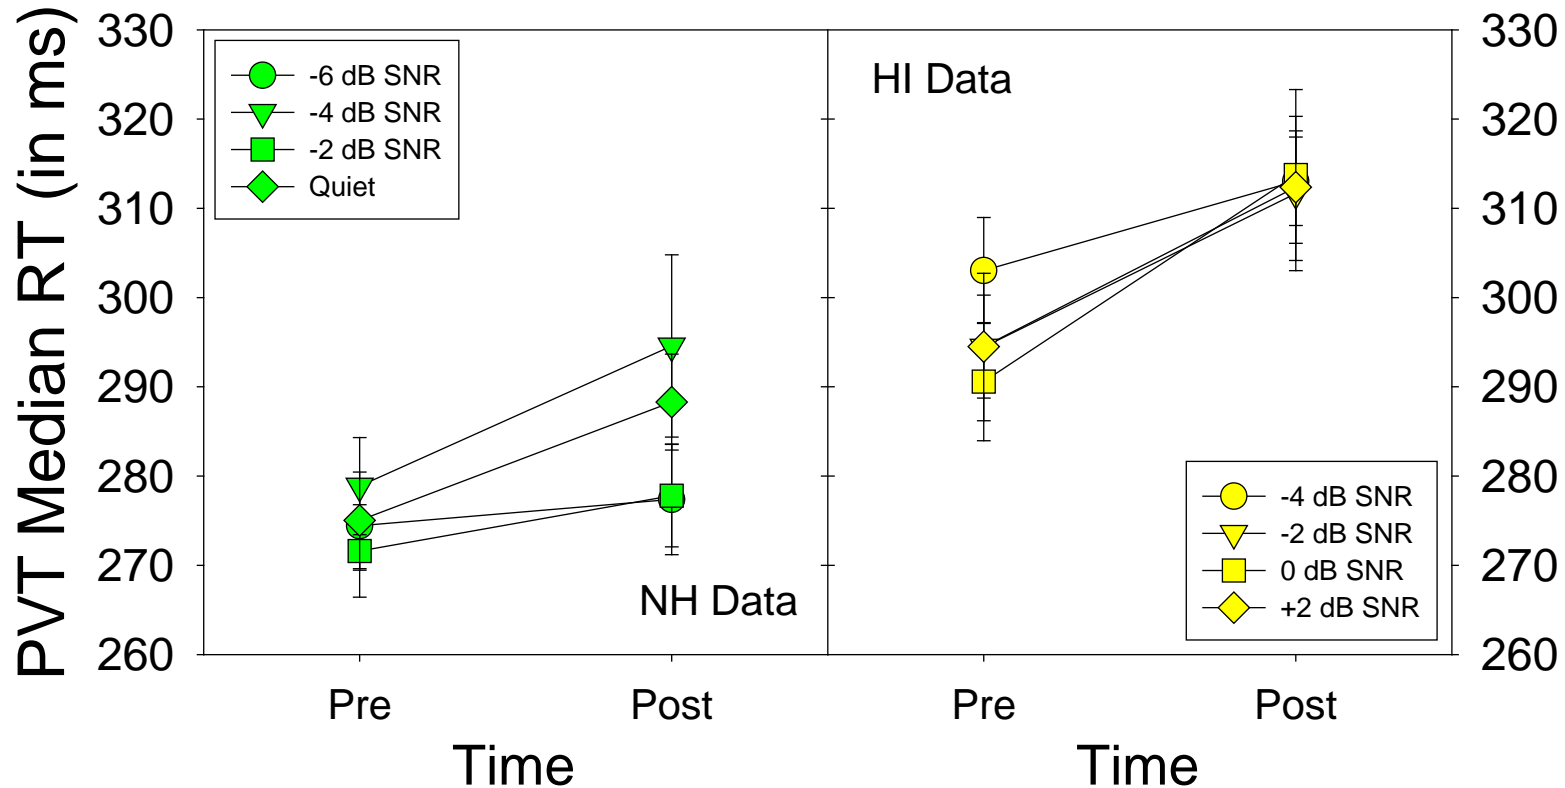 PVT Median RT (in ms)
330
320
310
300
290
280
270
260
-6 dB SNR
-4 dB SNR
-2 dB SNR
Quiet
NH Data
Pre
Post
Time
HI Data
-4 dB SNR
-2 dB SNR
0 dB SNR
+2 dB SNR
Pre
Post
Time
330
320
310
300
290
280
270
260